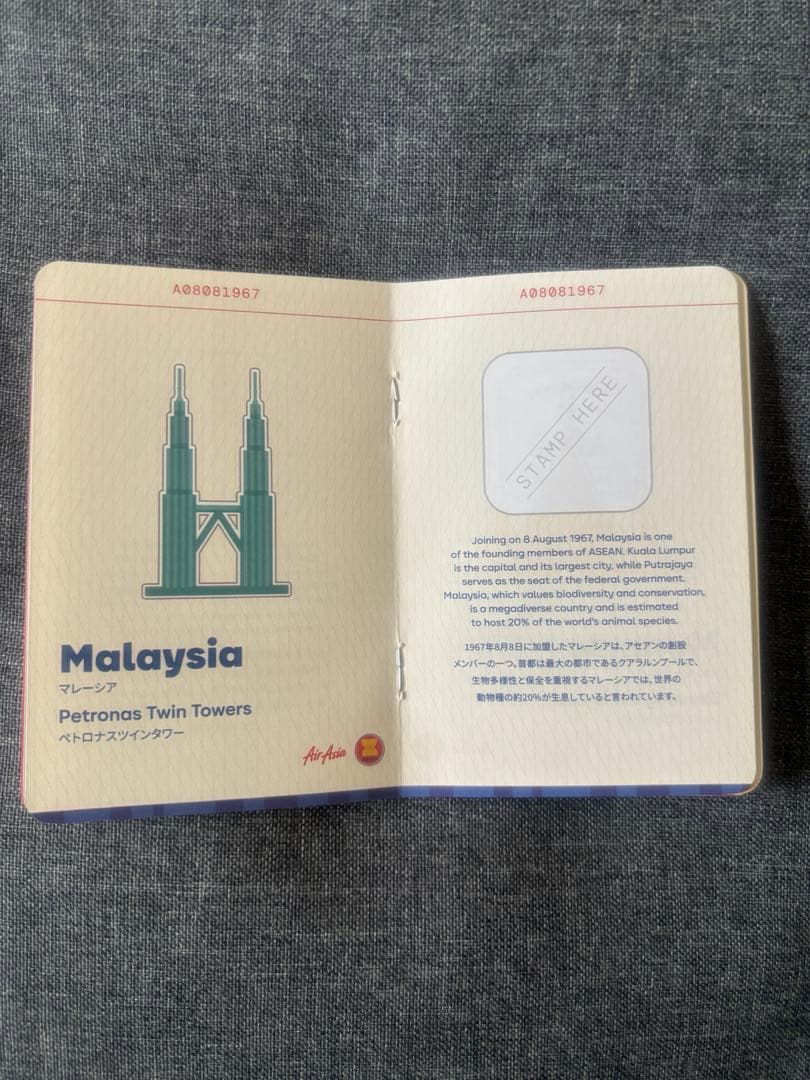 A08081967
Malaysia
マレーシア
Petronas Twin Towers
ペトロナスツインタワー
AirAsia
A08081967
STAMP HERE
Joining on 8 August 1967, Malaysia is one
of the founding members of ASEAN. Kuala Lumpur
is the capital and its largest city, while Putrajaya
serves as the seat of the federal government.
Malaysia, which values biodiversity and conservation,
is a megadiverse country and is estimated
to host 20% of the world's animal species.
1967年8月8日に加盟したマレーシアは、アセアンの創設
メンバーの一つ。首都は最大の都市であるクアラルンプールで、
生物多様性と保全を重視するマレーシアでは、世界の
動物種の約20%が生息していると言われています。